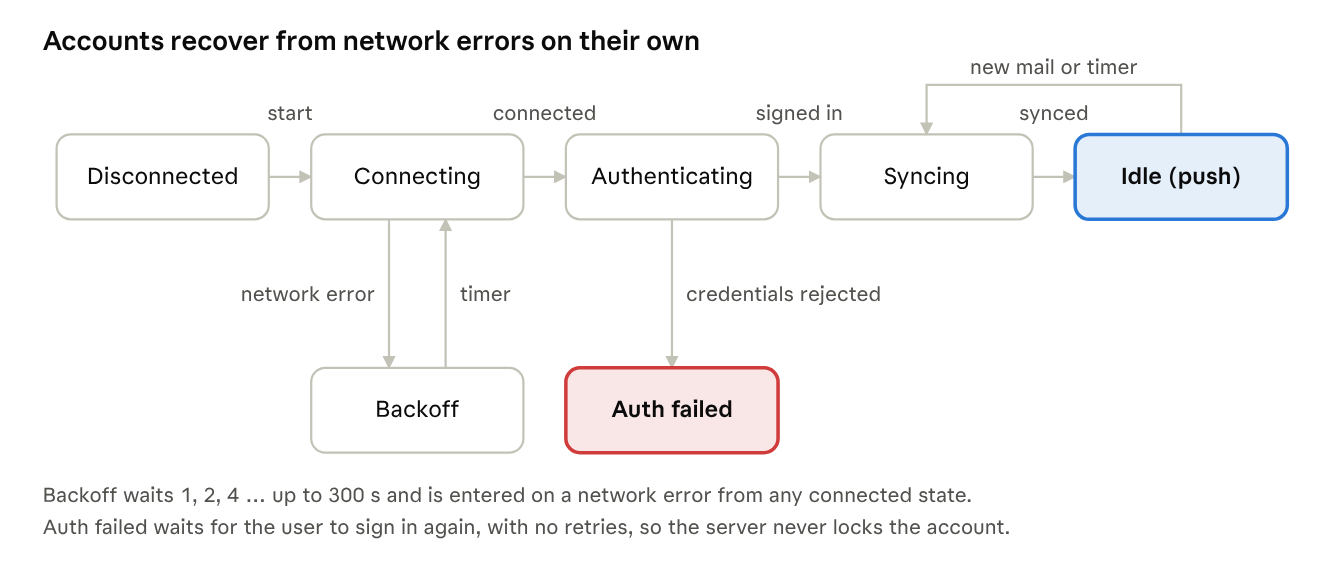 Accounts recover from network errors on their own
new mail or timer
start
connected
signed in
synced
Disconnected
Connecting
Authenticating
Syncing
Idle (push)
network error
timer
credentials rejected
Backoff
Auth failed
Backoff waits 1, 2, 4 … up to 300 s and is entered on a network error from any connected state.
Auth failed waits for the user to sign in again, with no retries, so the server never locks the account.